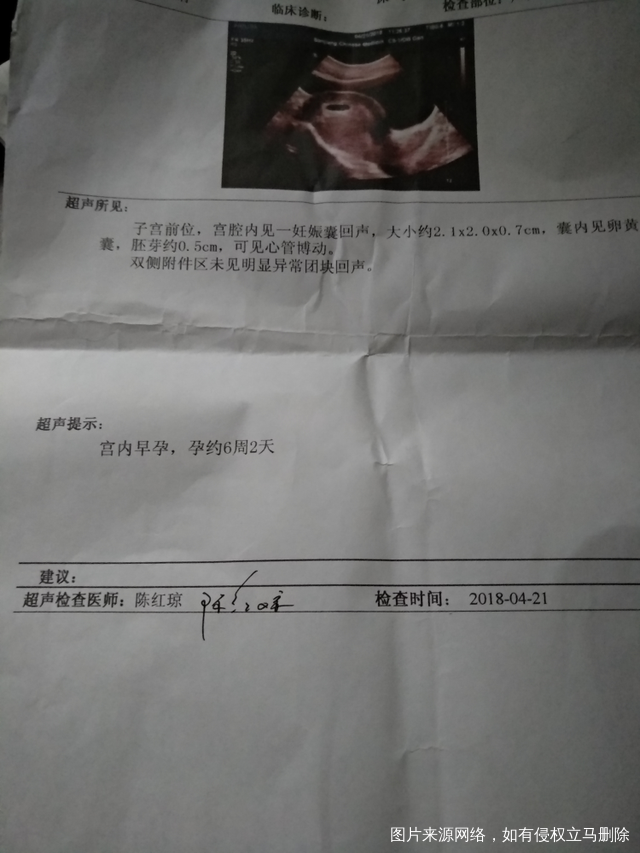 临床诊断：
检查部位：
超声所见：
子宫前位，宫腔内见一妊娠囊回声，大小约2.1x2.0x0.7cm，囊内见卵黄
囊，胚芽约0.5cm，可见心管搏动。
双侧附件区未见明显异常团块回声。
超声提示：
宫内早孕，孕约6周2天
建议：
超声检查医师：陈红琼
检查时间： 2018-04-21
图片来源网络，如有侵权立马删除